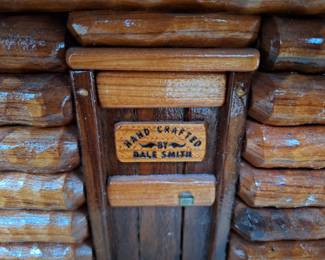 HAND CRAFTED
BY
DALE SMITH